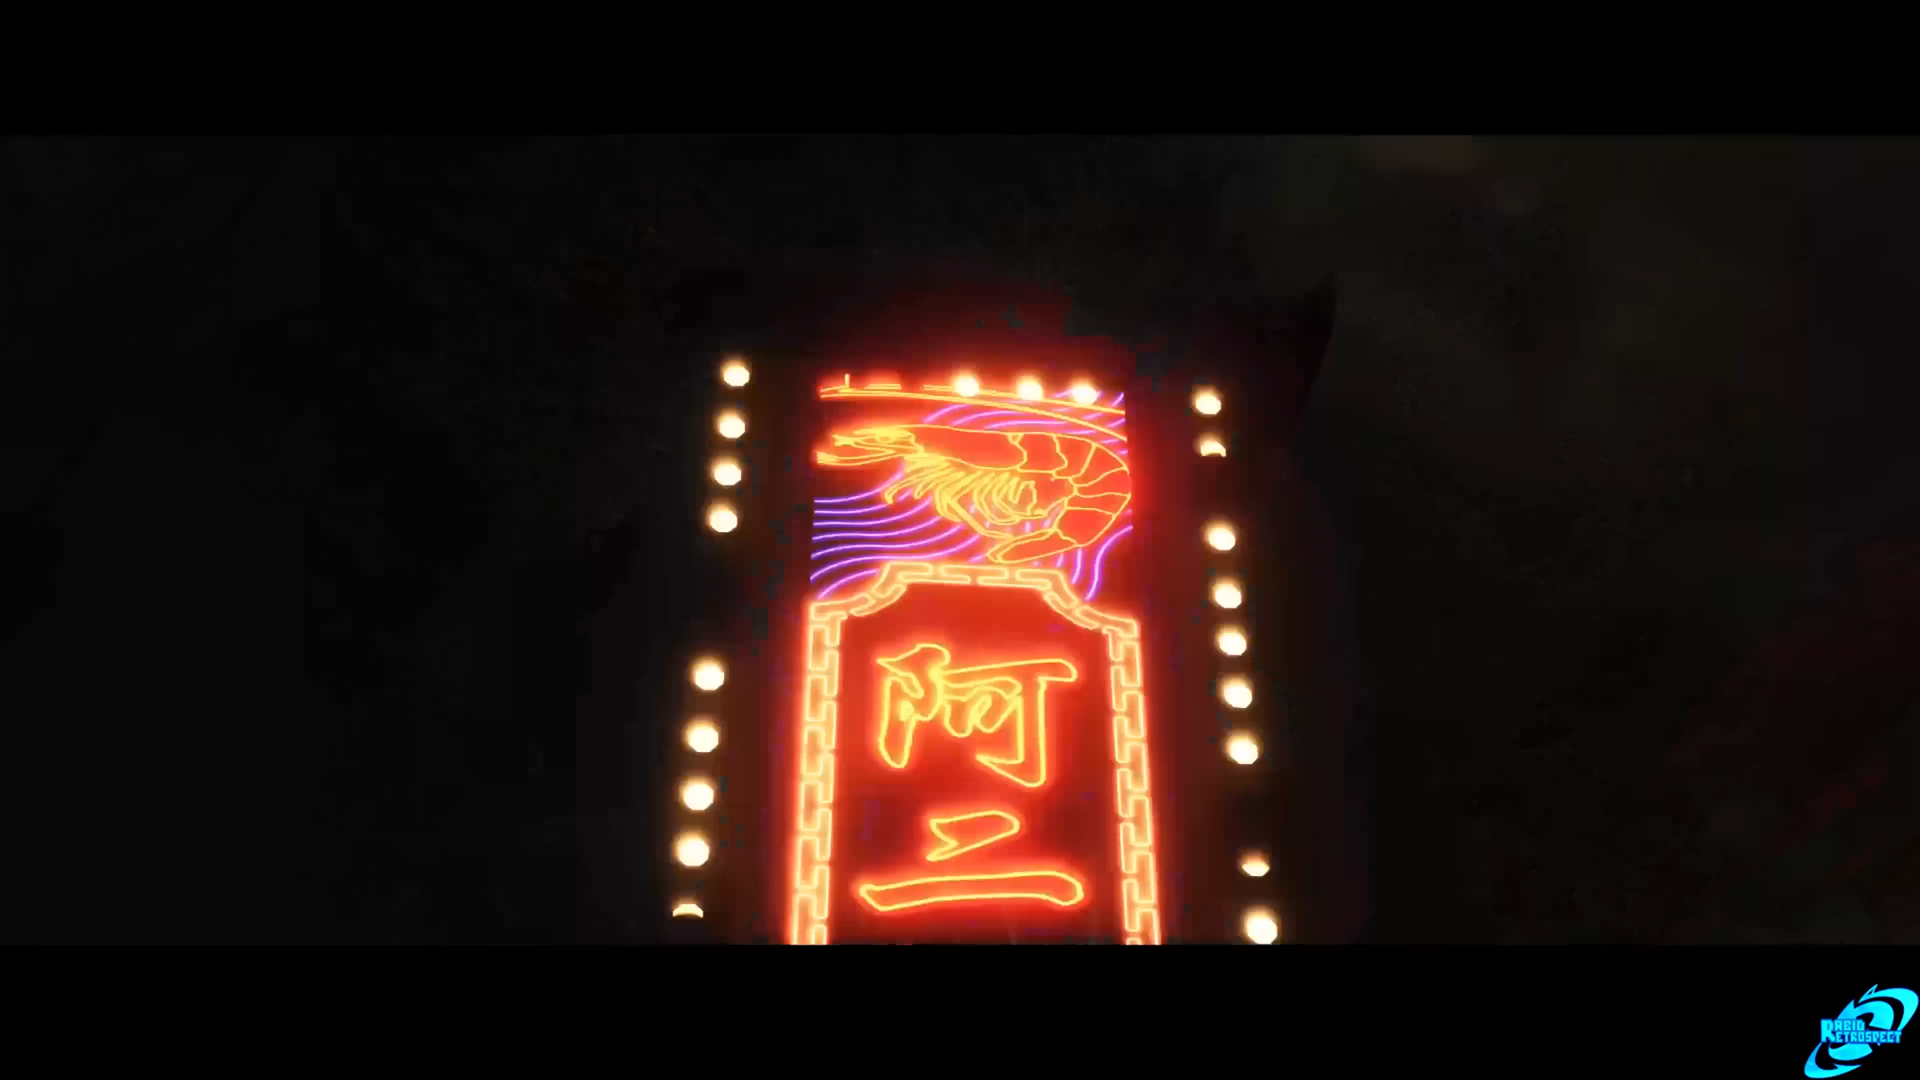 阿
二
RABID
RETROSPECT